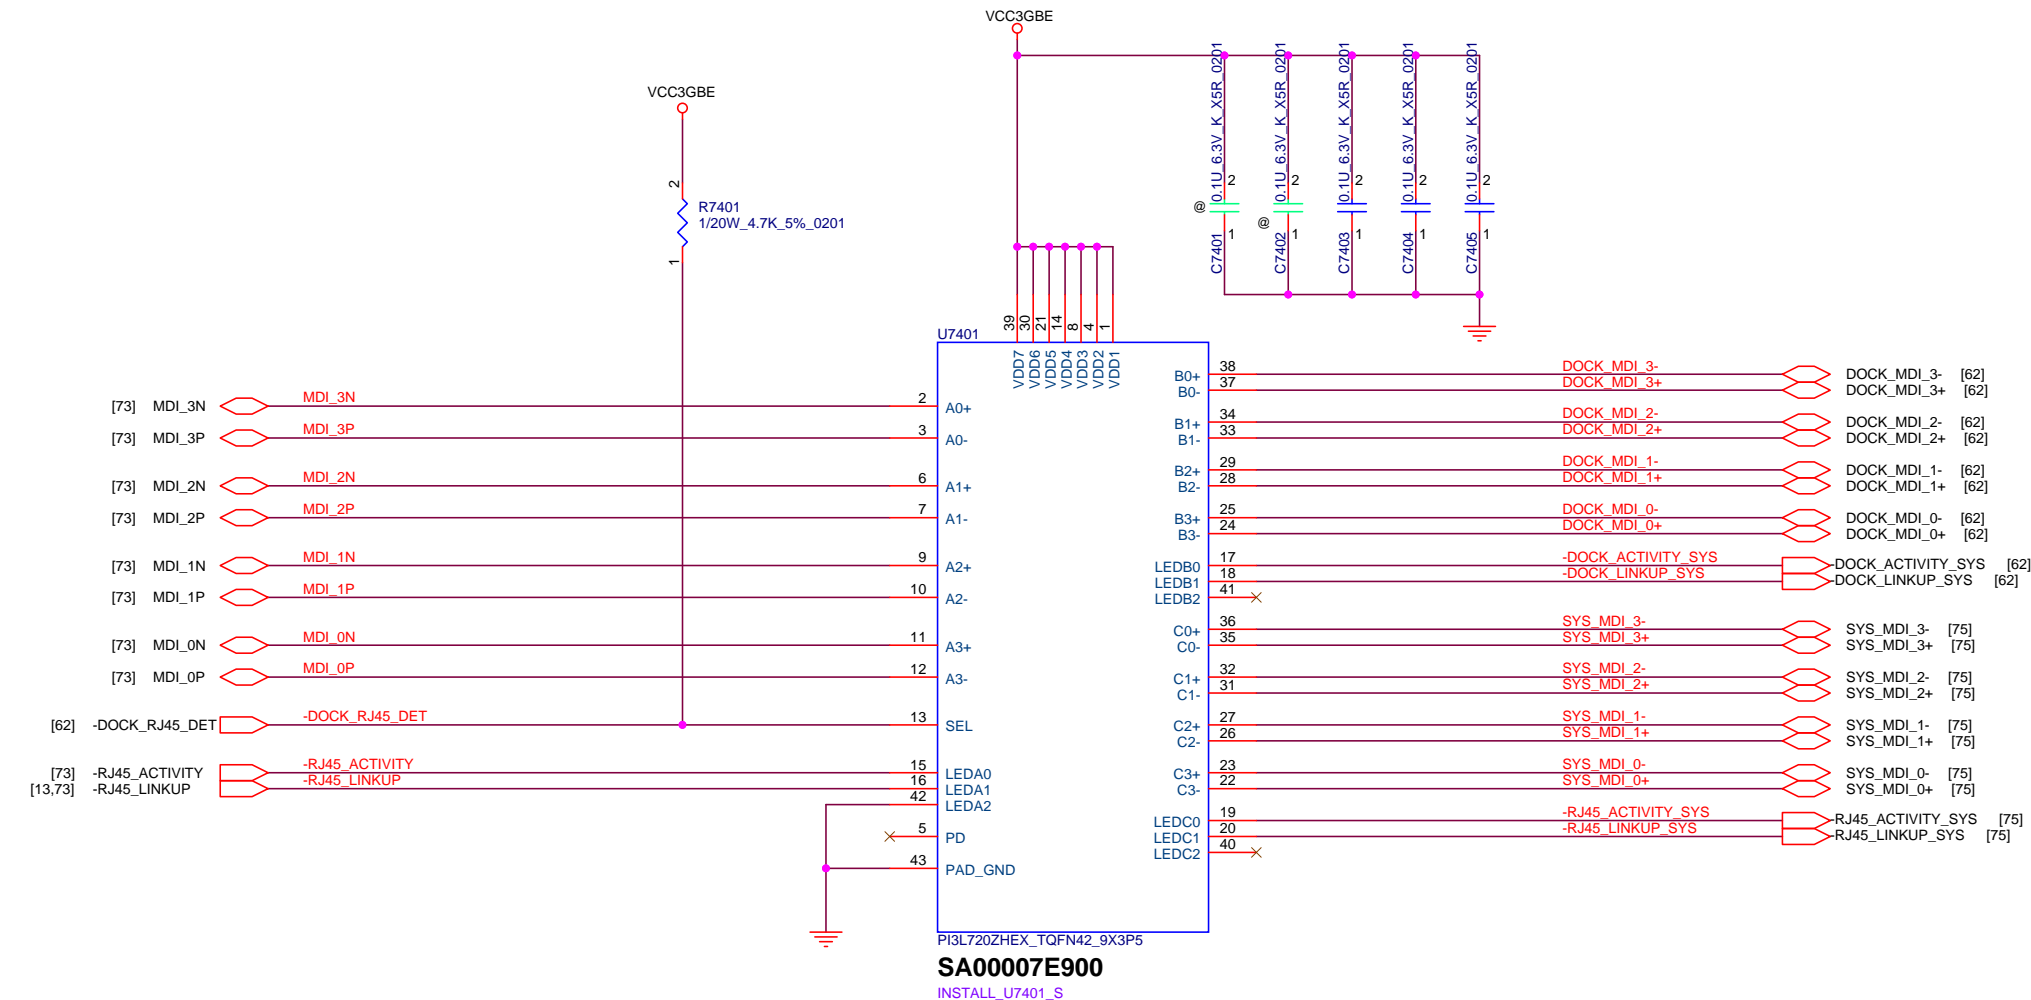 VCC3GBE
VCC3GBE
2
R7401
1/20W_4.7K_5%_0201
1
0.1U_6.3V_K_X5R_0201
0.1U_6.3V_K_X5R_0201
0.1U_6.3V_K_X5R_0201
0.1U_6.3V_K_X5R_0201
0.1U_6.3V_K_X5R_0201
2 2 2 2 2
@ @
1 1 1 1 1
C7401 C7402 C7403 C7404 C7405
U7401
39 30 21 14 8 4 1
VDD7 VDD6 VDD5 VDD4 VDD3 VDD2 VDD1
[73] MDI_3N MDI_3N 2 A0+
[73] MDI_3P MDI_3P 3 A0-
[73] MDI_2N MDI_2N 6 A1+
[73] MDI_2P MDI_2P 7 A1-
[73] MDI_1N MDI_1N 9 A2+
[73] MDI_1P MDI_1P 10 A2-
[73] MDI_0N MDI_0N 11 A3+
[73] MDI_0P MDI_0P 12 A3-
[62] -DOCK_RJ45_DET -DOCK_RJ45_DET 13 SEL
[73] -RJ45_ACTIVITY -RJ45_ACTIVITY 15 LEDA0
[13,73] -RJ45_LINKUP -RJ45_LINKUP 16 LEDA1
42 LEDA2
5 PD
43 PAD_GND
B0+ 38 DOCK_MDI_3- DOCK_MDI_3- [62]
B0- 37 DOCK_MDI_3+ DOCK_MDI_3+ [62]
B1+ 34 DOCK_MDI_2- DOCK_MDI_2- [62]
B1- 33 DOCK_MDI_2+ DOCK_MDI_2+ [62]
B2+ 29 DOCK_MDI_1- DOCK_MDI_1- [62]
B2- 28 DOCK_MDI_1+ DOCK_MDI_1+ [62]
B3+ 25 DOCK_MDI_0- DOCK_MDI_0- [62]
B3- 24 DOCK_MDI_0+ DOCK_MDI_0+ [62]
LEDB0 17 -DOCK_ACTIVITY_SYS -DOCK_ACTIVITY_SYS [62]
LEDB1 18 -DOCK_LINKUP_SYS -DOCK_LINKUP_SYS [62]
LEDB2 41
C0+ 36 SYS_MDI_3- SYS_MDI_3- [75]
C0- 35 SYS_MDI_3+ SYS_MDI_3+ [75]
C1+ 32 SYS_MDI_2- SYS_MDI_2- [75]
C1- 31 SYS_MDI_2+ SYS_MDI_2+ [75]
C2+ 27 SYS_MDI_1- SYS_MDI_1- [75]
C2- 26 SYS_MDI_1+ SYS_MDI_1+ [75]
C3+ 23 SYS_MDI_0- SYS_MDI_0- [75]
C3- 22 SYS_MDI_0+ SYS_MDI_0+ [75]
LEDC0 19 -RJ45_ACTIVITY_SYS -RJ45_ACTIVITY_SYS [75]
LEDC1 20 -RJ45_LINKUP_SYS -RJ45_LINKUP_SYS [75]
LEDC2 40
PI3L720ZHEX_TQFN42_9X3P5
SA00007E900
INSTALL_U7401_S